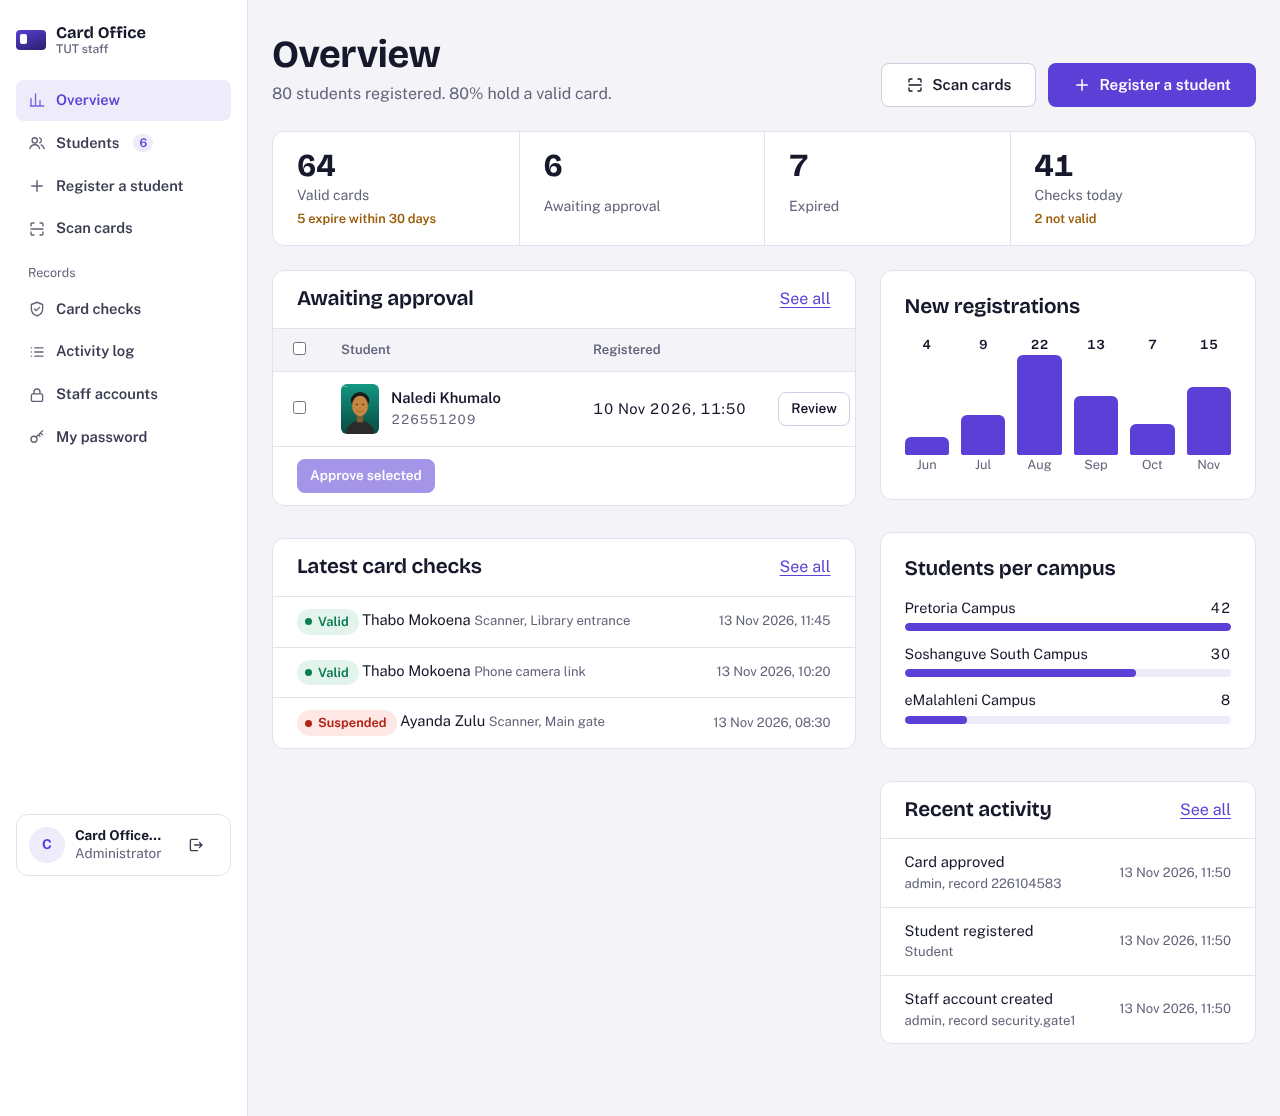 Card Office
TUT staff
Overview
Students 6
Register a student
Scan cards
Records
Card checks
Activity log
Staff accounts
My password
C
Card Office...
Administrator
Overview
80 students registered. 80% hold a valid card.
Scan cards
Register a student
64
Valid cards
5 expire within 30 days
6
Awaiting approval
7
Expired
41
Checks today
2 not valid
Awaiting approval
See all
Student Registered
Naledi Khumalo
226551209
10 Nov 2026, 11:50
Review
Approve selected
Latest card checks
See all
Valid Thabo Mokoena Scanner, Library entrance 13 Nov 2026, 11:45
Valid Thabo Mokoena Phone camera link 13 Nov 2026, 10:20
Suspended Ayanda Zulu Scanner, Main gate 13 Nov 2026, 08:30
New registrations
4 9 22 13 7 15
Jun Jul Aug Sep Oct Nov
Students per campus
Pretoria Campus 42
Soshanguve South Campus 30
eMalahleni Campus 8
Recent activity
See all
Card approved
admin, record 226104583
13 Nov 2026, 11:50
Student registered
Student
13 Nov 2026, 11:50
Staff account created
admin, record security.gate1
13 Nov 2026, 11:50